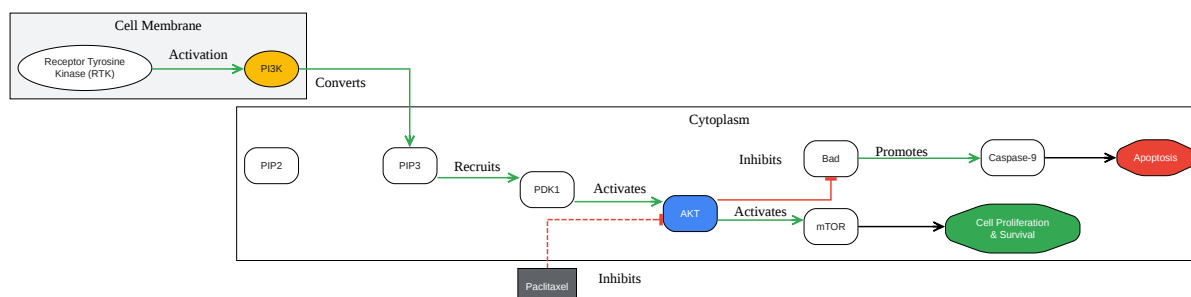 Cell Membrane
Receptor Tyrosine
Kinase (RTK)
Activation
PI3K
Converts
Cytoplasm
PIP2
PIP3
Recruits
PDK1
Activates
AKT
Inhibits
Bad
Promotes
Caspase-9
Apoptosis
Activates
mTOR
Cell Proliferation
& Survival
Paclitaxel
Inhibits